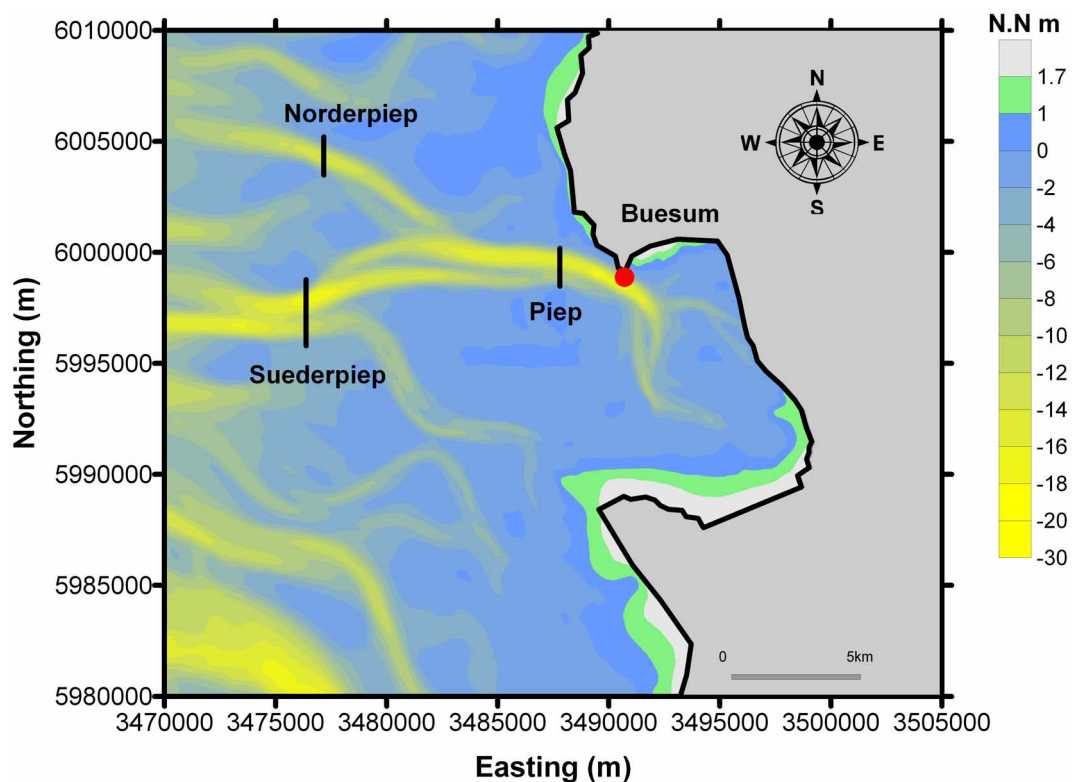 N.N m
6010000
6005000
6000000
5995000
5990000
5985000
5980000
Northing (m)
3470000 3475000 3480000 3485000 3490000 3495000 3500000 3505000
Easting (m)
Norderpiep
Buesum
Piep
Suederpiep
N
W E
S
0 5km
1.7
1
0
-2
-4
-6
-8
-10
-12
-14
-16
-18
-20
-30